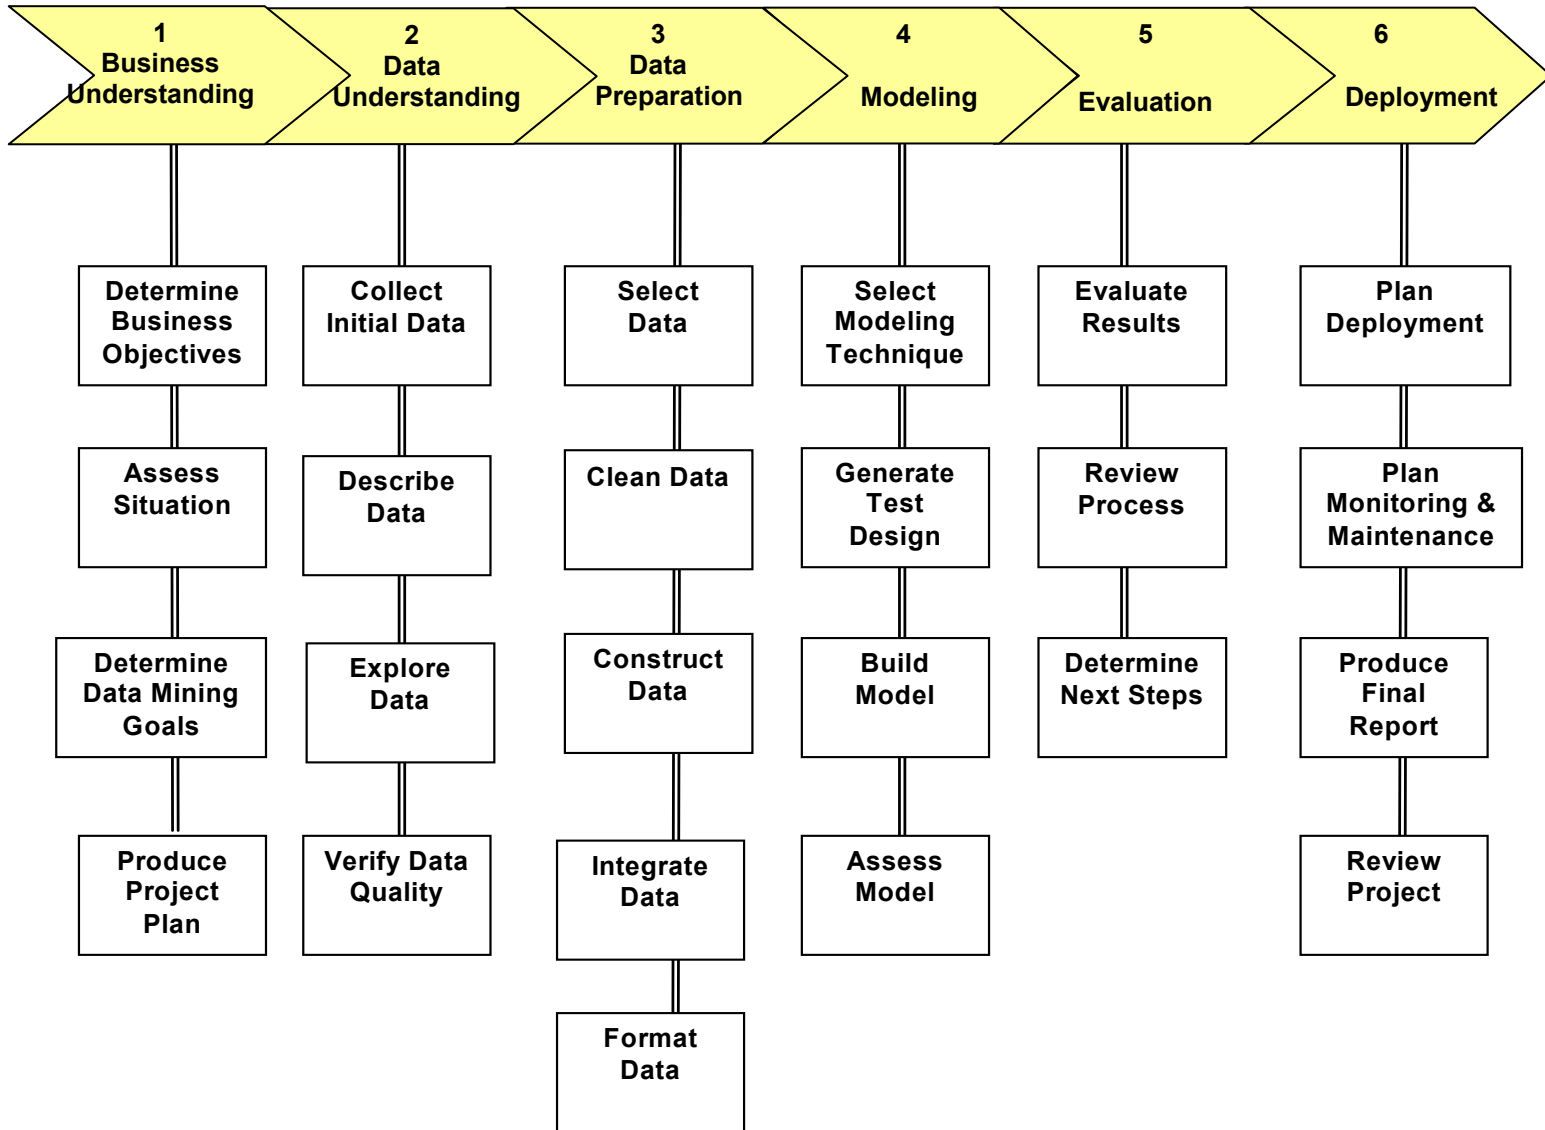 1
Business
Understanding
2
Data
Understanding
3
Data
Preparation
4
Modeling
5
Evaluation
6
Deployment
Determine
Business
Objectives
Assess
Situation
Determine
Data Mining
Goals
Produce
Project
Plan
Collect
Initial Data
Describe
Data
Explore
Data
Verify Data
Quality
Select
Data
Clean Data
Construct
Data
Integrate
Data
Format
Data
Select
Modeling
Technique
Generate
Test
Design
Build
Model
Assess
Model
Evaluate
Results
Review
Process
Determine
Next Steps
Plan
Deployment
Plan
Monitoring &
Maintenance
Produce
Final
Report
Review
Project